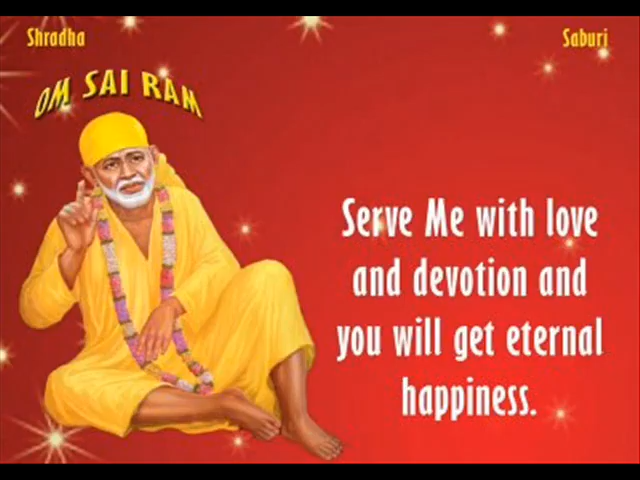 Shradha
Saburi
OM SAI RAM
Serve Me with love
and devotion and
you will get eternal
happiness.